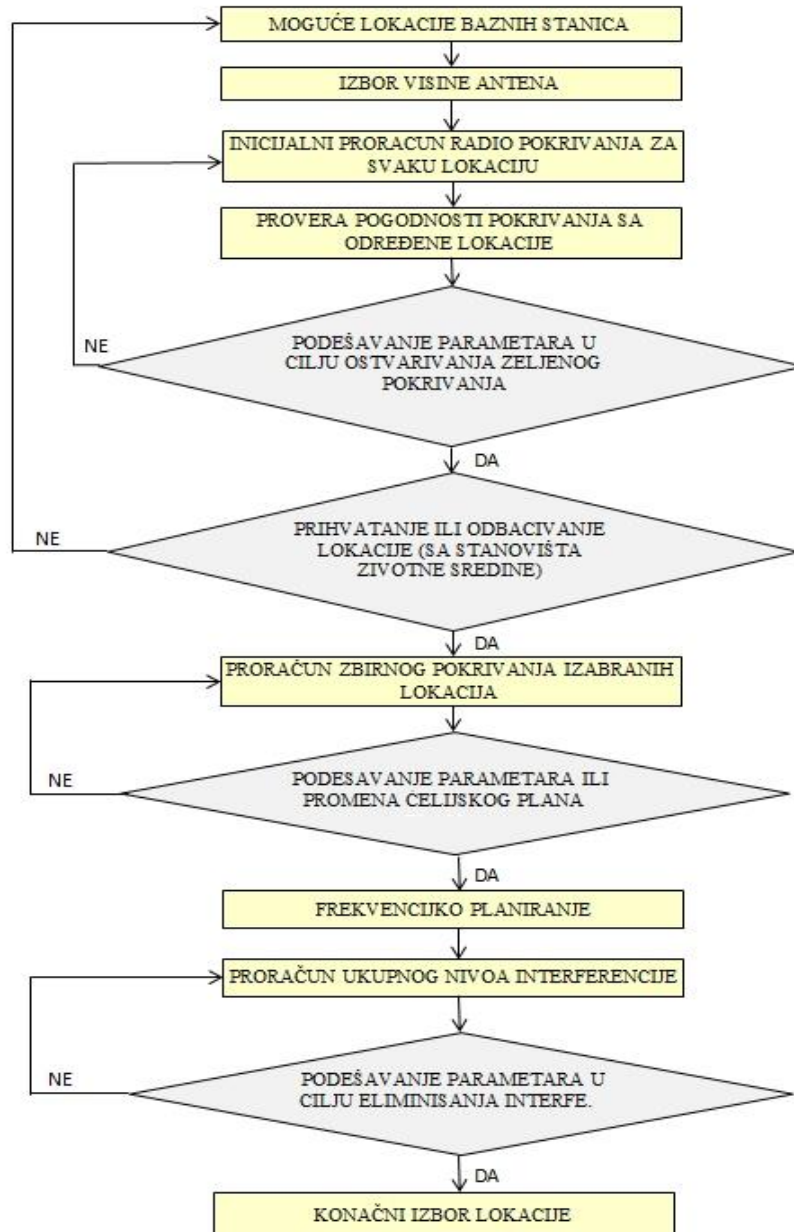 MOGUĆE LOKACIJE BAZNIH STANICA
IZBOR VISINE ANTENA
INICIJALNI PRORACUN RADIO POKRIVANJA ZA
SVAKU LOKACIJU
PROVERA POGODNOSTI POKRIVANJA SA
ODREĐENE LOKACIJE
NE
PODEŠAVANJE PARAMETARA U
CILJU OSTVARIVANJA ZELJENOG
POKRIVANJA
DA
NE
PRIHVATANJE ILI ODBACIVANJE
LOKACIJE (SA STANOVIŠTA
ZIVOTNE SREDINE)
DA
PRORAČUN ZBIRNOG POKRIVANJA IZABRANIH
LOKACIJA
NE
PODESAVANJE PARAMETARA ILI
PROMENA ĆELIJSKOG PLANA
DA
FREKVENCIJKO PLANIRANJE
PRORAČUN UKUPNOG NIVOA INTERFERENCIJE
NE
PODEŠAVANJE PARAMETARA U
CILJU ELIMINISANJA INTERFE.
DA
KONAČNI IZBOR LOKACIJE